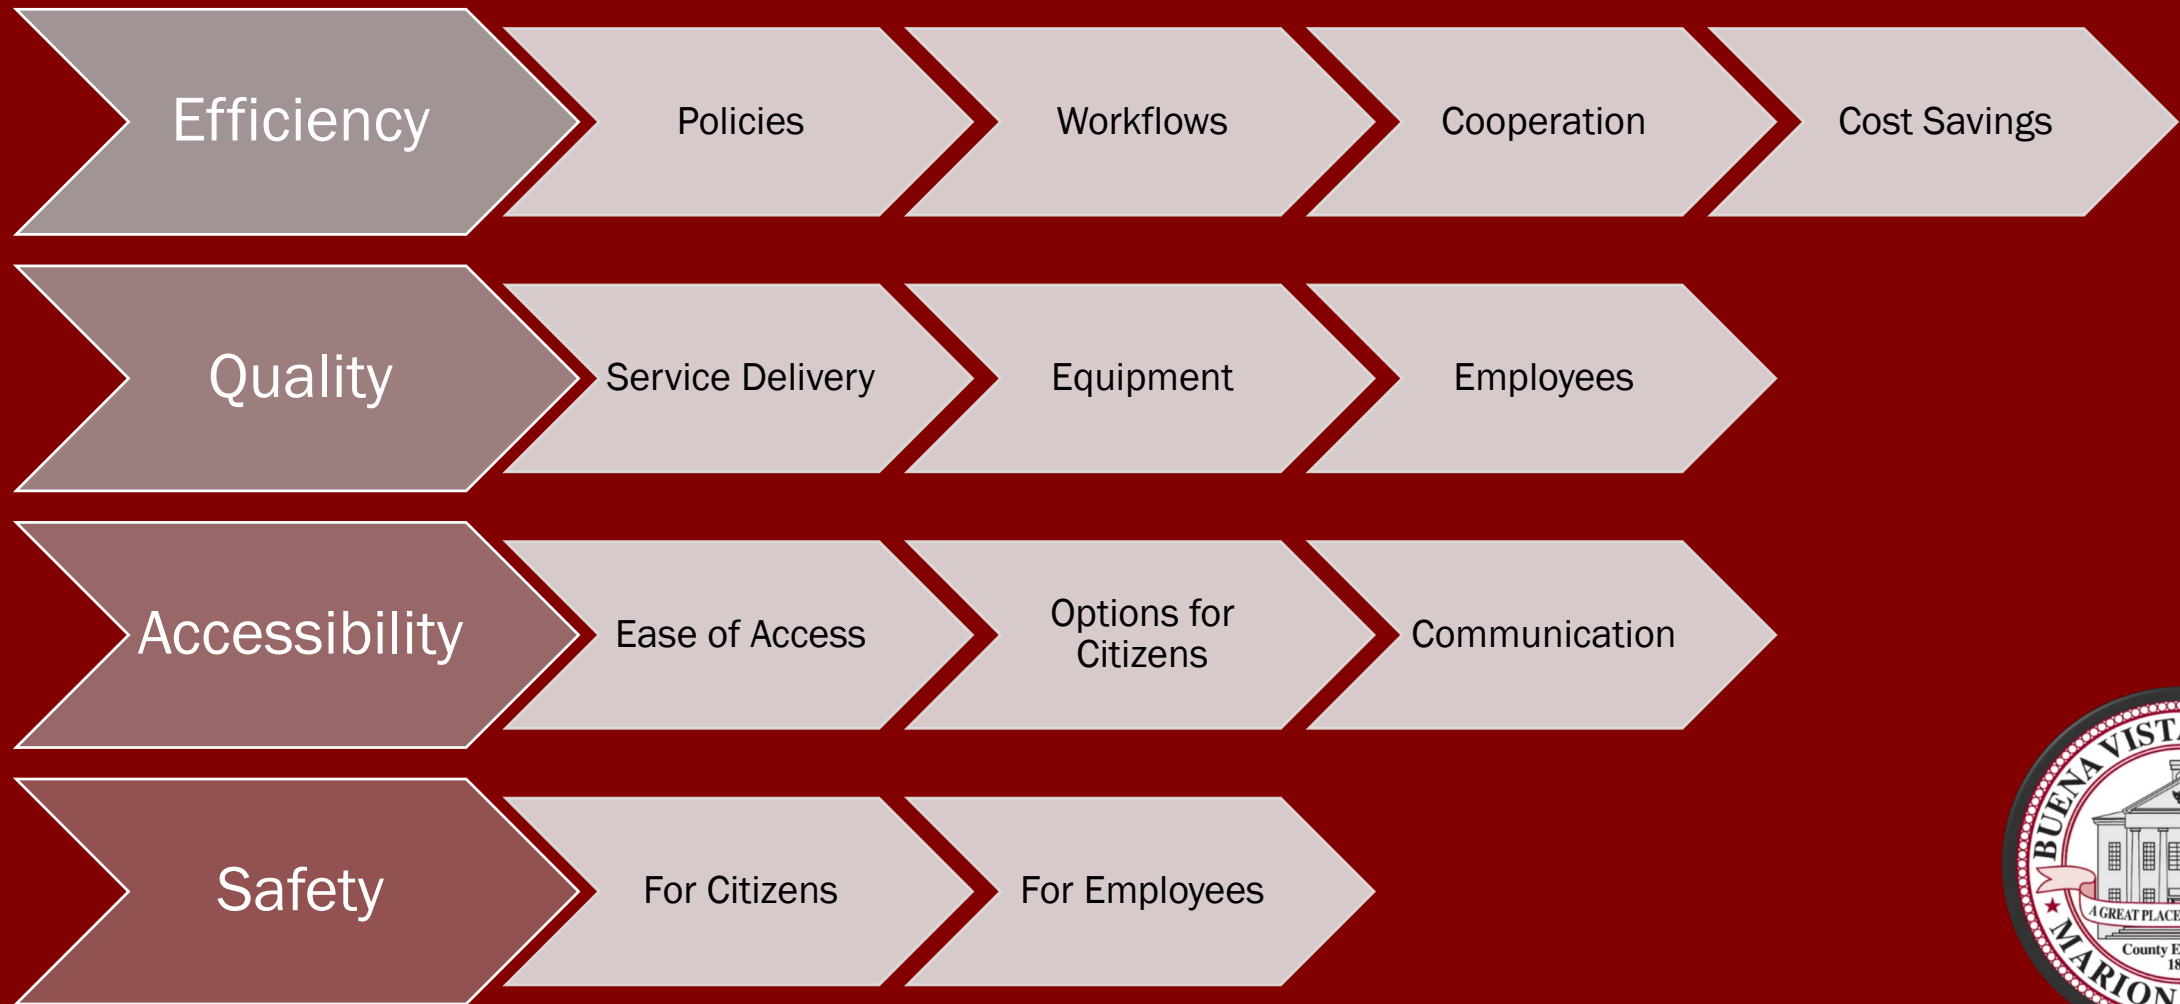 Efficiency
Policies
Workflows
Cooperation
Cost Savings
Quality
Service Delivery
Equipment
Employees
Accessibility
Ease of Access
Options for
Citizens
Communication
Safety
For Citizens
For Employees
BUENA VISTA
A GREAT PLACE
County E
18
MARION